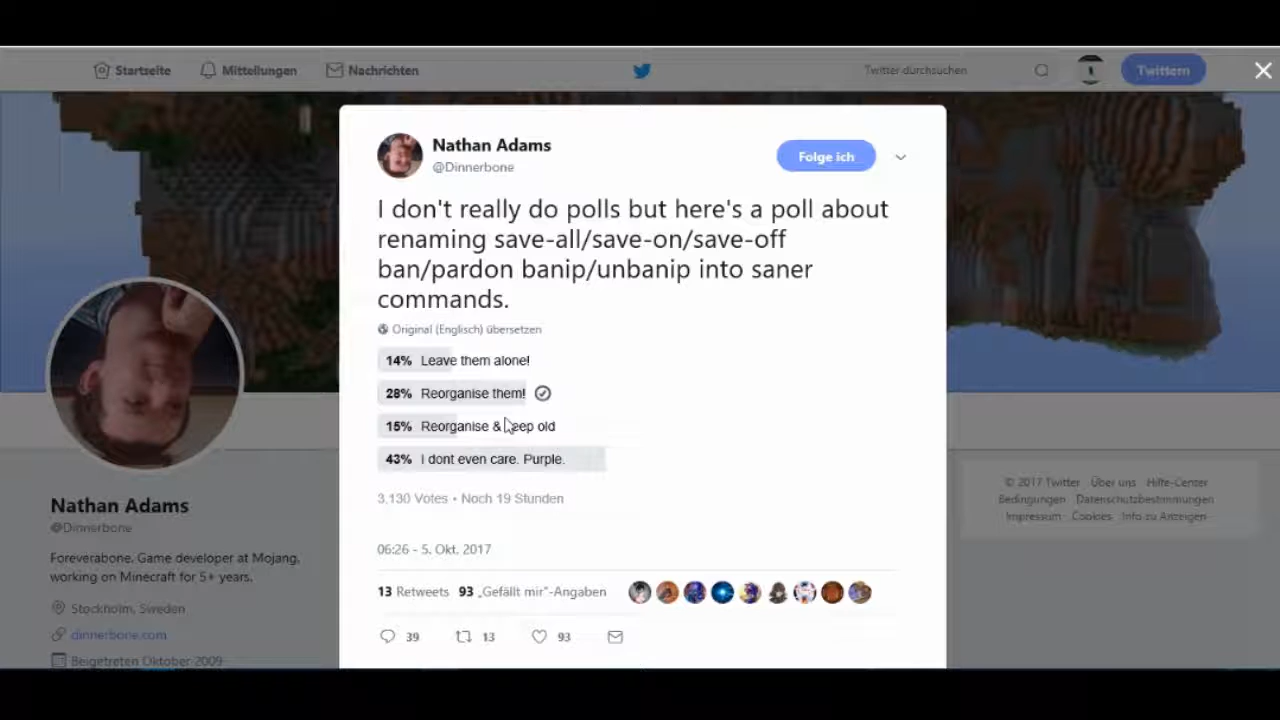 Startseite Mitteilungen Nachrichten Twitter durchsuchen Twittern
Nathan Adams
@Dinnerbone
Folge ich
I don't really do polls but here's a poll about
renaming save-all/save-on/save-off
ban/pardon banip/unbanip into saner
commands.
Original (Englisch) übersetzen
14% Leave them alone!
28% Reorganise them!
15% Reorganise & keep old
43% I dont even care. Purple.
3.130 Votes • Noch 19 Stunden
06:26 - 5. Okt. 2017
13 Retweets 93 „Gefällt mir"-Angaben
39 13 93
Nathan Adams
@Dinnerbone
Foreverabone. Game developer at Mojang,
working on Minecraft for 5+ years.
Stockholm, Sweden
dinnerbone.com
Beigetreten Oktober 2009
© 2017 Twitter Über uns Hilfe-Center
Bedingungen Datenschutzbestimmungen
Impressum Cookies Info zu Anzeigen